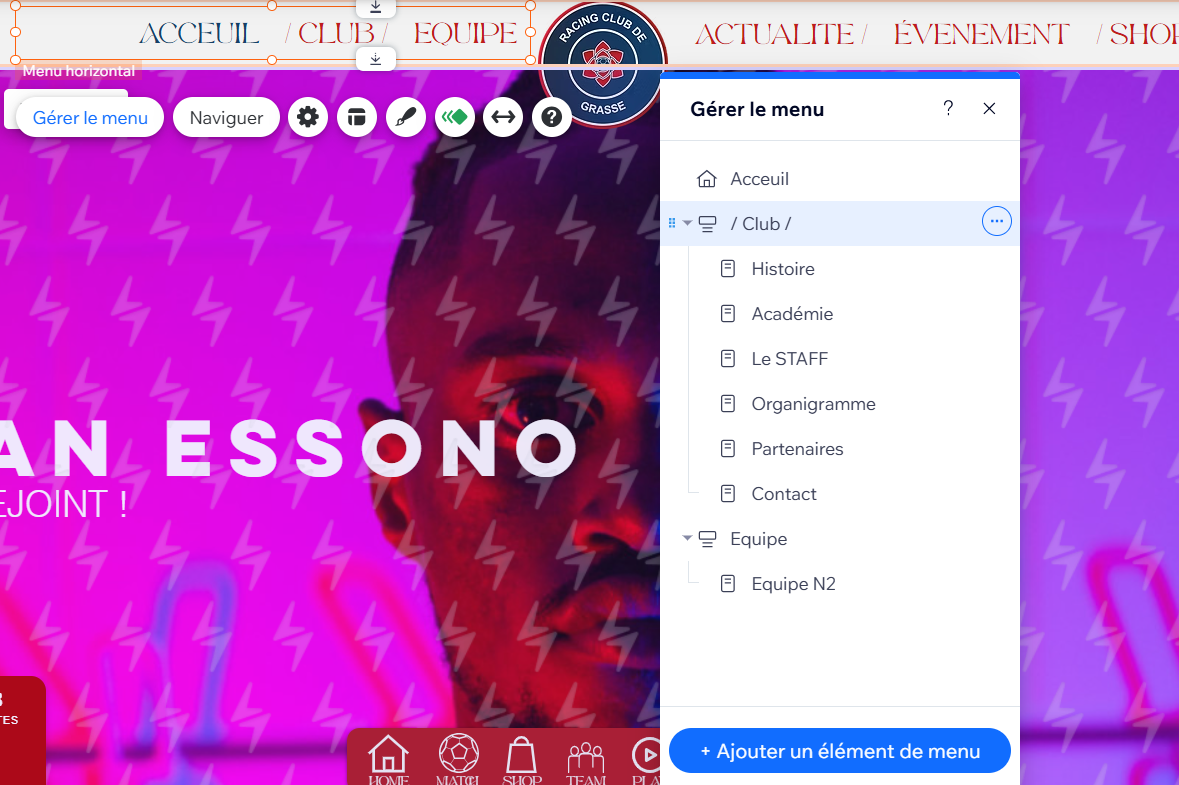 ACCEUIL / CLUB / EQUIPE
RACING CLUB DE
GRASSE
ACTUALITE / ÉVENEMENT / SHOP
Menu horizontal
Gérer le menu
Naviguer
?
Gérer le menu
?
Acceuil
/ Club /
Histoire
Académie
Le STAFF
Organigramme
Partenaires
Contact
Equipe
Equipe N2
+ Ajouter un élément de menu
AN ESSONO
EJOINT !
TES
HOME
MATCH
SHOP
TEAM
PLA